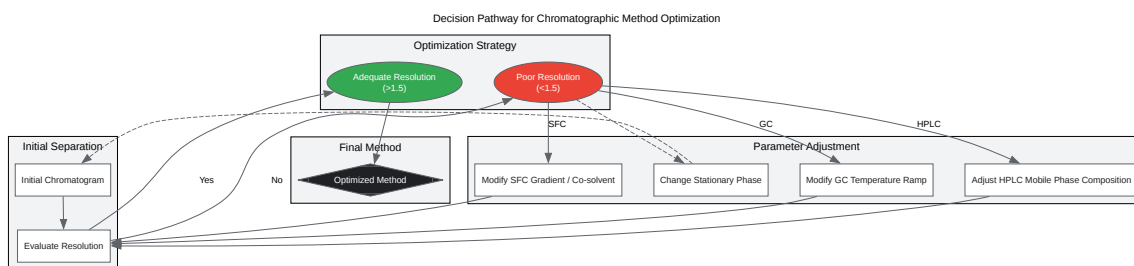 Decision Pathway for Chromatographic Method Optimization
Optimization Strategy
Adequate Resolution
(>1.5)
Poor Resolution
(<1.5)
SFC
GC
HPLC
Initial Separation
Final Method
Parameter Adjustment
Initial Chromatogram
Yes
No
Optimized Method
Modify SFC Gradient / Co-solvent
Change Stationary Phase
Modify GC Temperature Ramp
Adjust HPLC Mobile Phase Composition
Evaluate Resolution